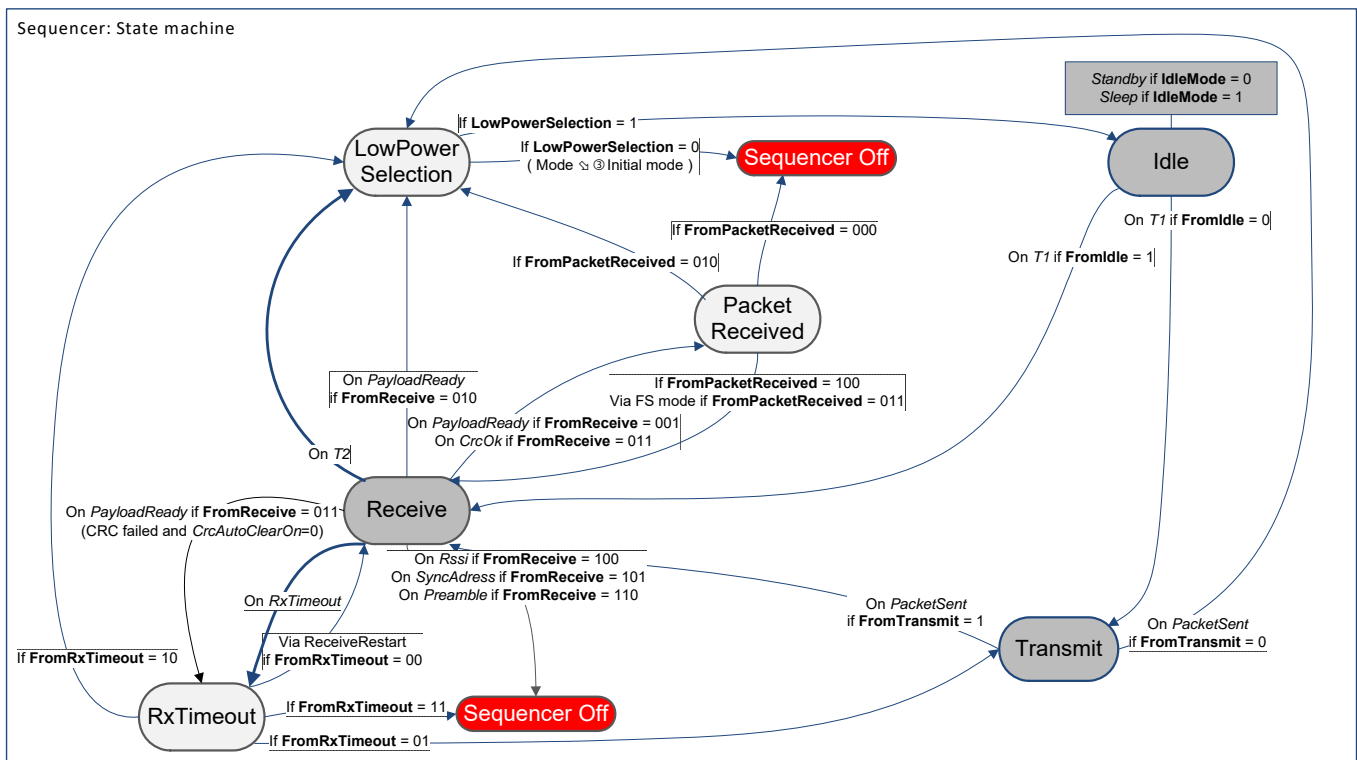 Sequencer: State machine
Standby if IdleMode = 0
Sleep if IdleMode = 1
If LowPowerSelection = 1
LowPower
Selection
If LowPowerSelection = 0
( Mode ⇘ ③ Initial mode )
Sequencer Off
Idle
On T1 if FromIdle = 0
If FromPacketReceived = 000
On T1 if FromIdle = 1
If FromPacketReceived = 010
Packet
Received
On PayloadReady
if FromReceive = 010
If FromPacketReceived = 100
Via FS mode if FromPacketReceived = 011
On PayloadReady if FromReceive = 001
On CrcOk if FromReceive = 011
On T2
Receive
On PayloadReady if FromReceive = 011
(CRC failed and CrcAutoClearOn=0)
On Rssi if FromReceive = 100
On SyncAdress if FromReceive = 101
On Preamble if FromReceive = 110
On RxTimeout
On PacketSent
if FromTransmit = 1
On PacketSent
if FromTransmit = 0
Via ReceiveRestart
if FromRxTimeout = 00
Transmit
If FromRxTimeout = 10
RxTimeout
If FromRxTimeout = 11
Sequencer Off
If FromRxTimeout = 01